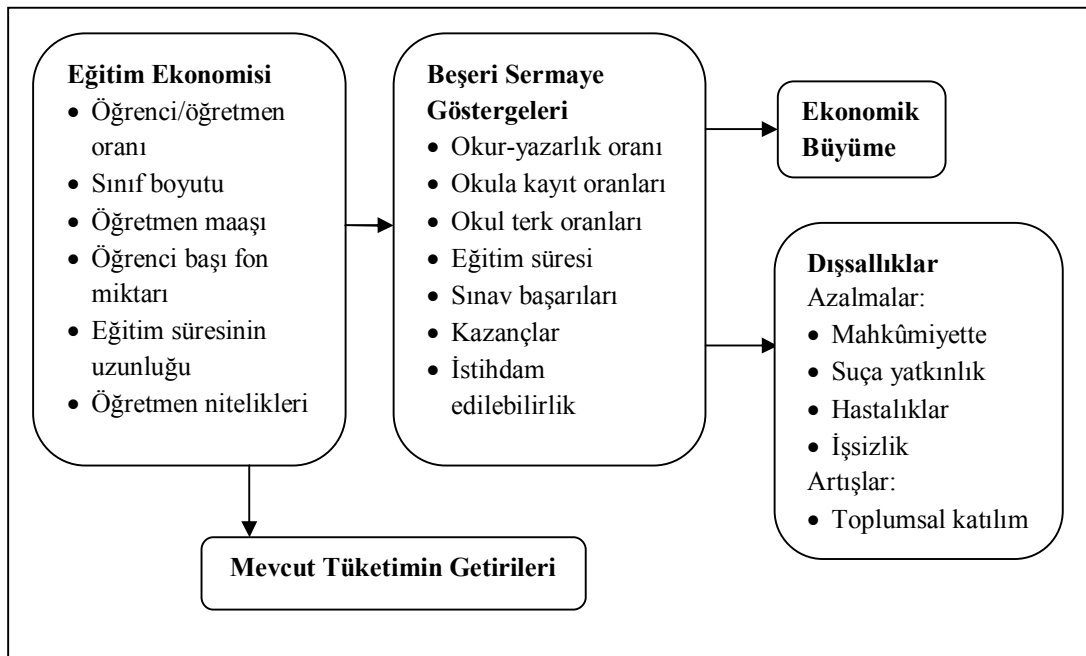 Eğitim Ekonomisi
• Öğrenci/öğretmen
oranı
• Sınıf boyutu
• Öğretmen maaşı
• Öğrenci başı fon
miktarı
• Eğitim süresinin
uzunluğu
• Öğretmen nitelikleri
Beşeri Sermaye
Göstergeleri
• Okur-yazarlık oranı
• Okula kayıt oranları
• Okul terk oranları
• Eğitim süresi
• Sınav başarıları
• Kazançlar
• İstihdam
edilebilirlik
Ekonomik
Büyüme
Dışsallıklar
Azalmalar:
• Mahkûmiyette
• Suça yatkınlık
• Hastalıklar
• İşsizlik
Artışlar:
• Toplumsal katılım
Mevcut Tüketimin Getirileri